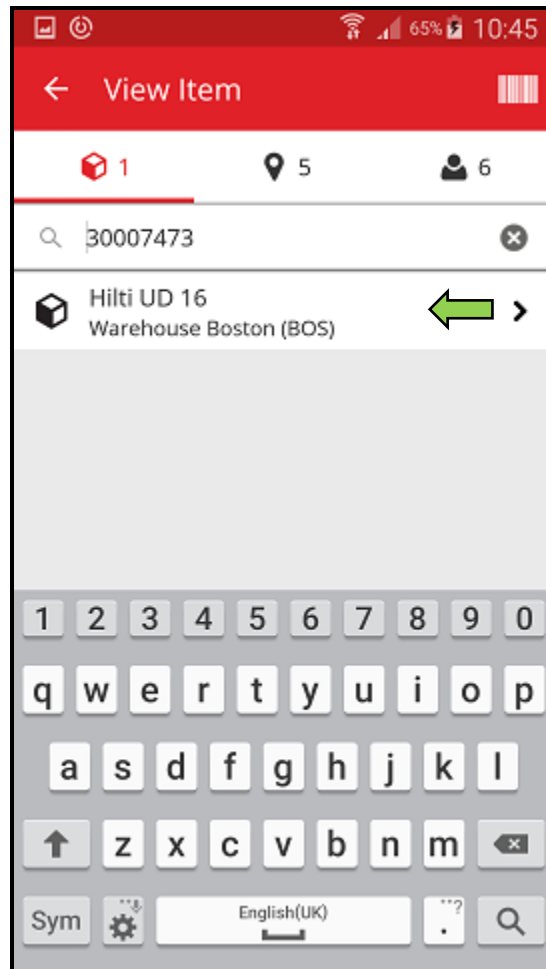 65% 10:45
View Item
1 5 6
30007473
Hilti UD 16
Warehouse Boston (BOS)
1 2 3 4 5 6 7 8 9 0
q w e r t y u i o p
a s d f g h j k l
z x c v b n m
Sym English(UK) . ?